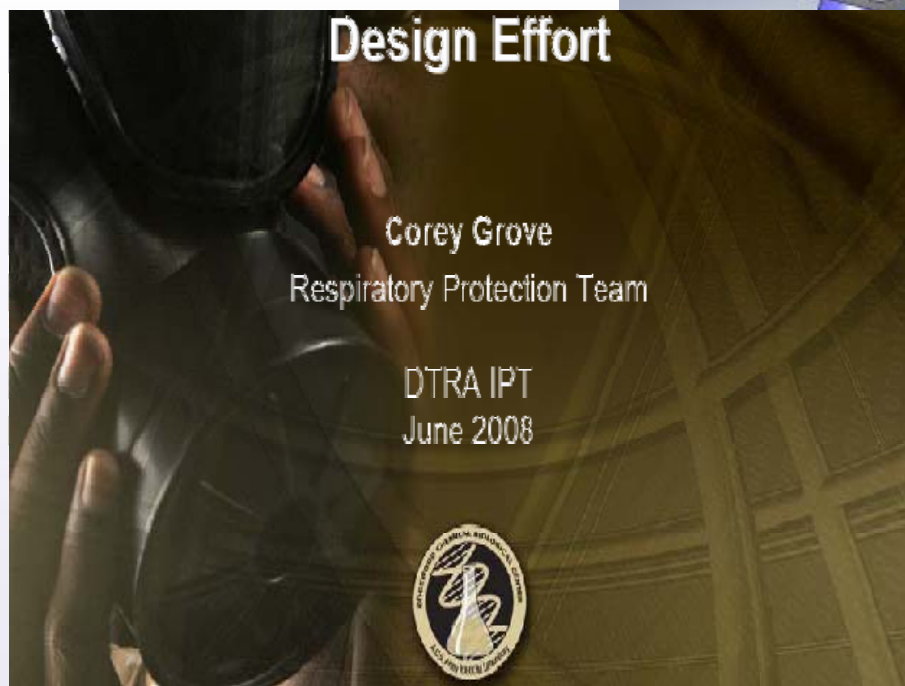 Design Effort
Corey Grove
Respiratory Protection Team
DTRA IPT
June 2008